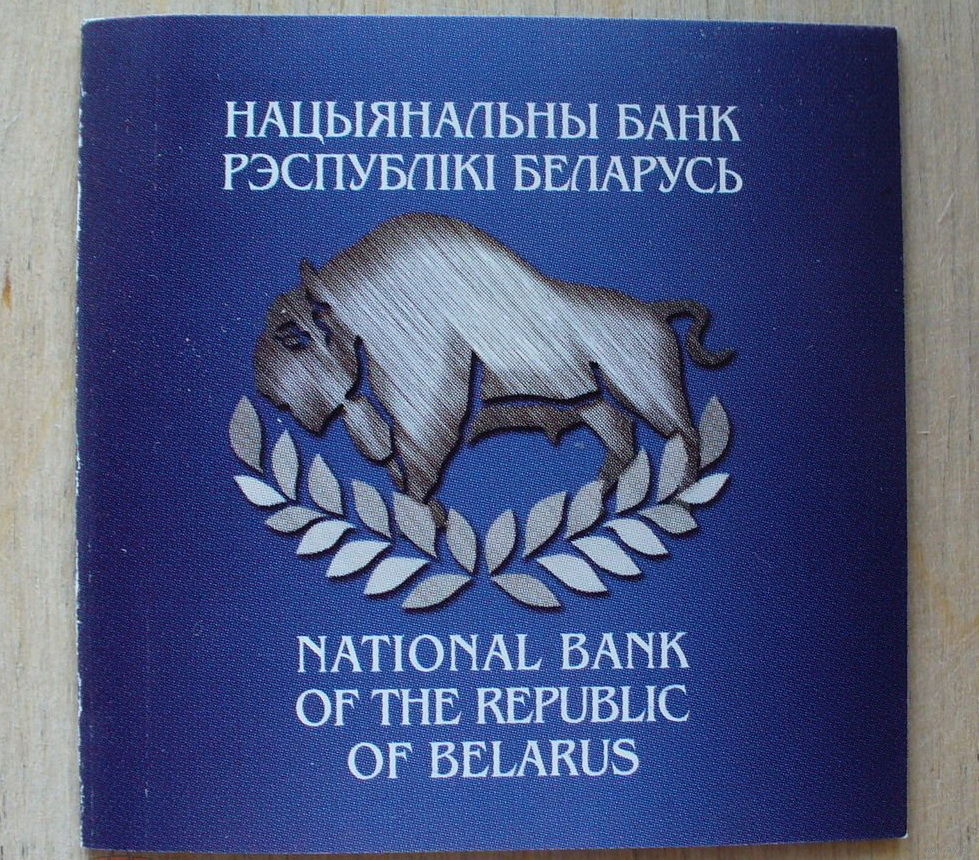 НАЦЫЯНАЛЬНЫ БАНК
РЭСПУБЛІКІ БЕЛАРУСЬ
NATIONAL BANK
OF THE REPUBLIC
OF BELARUS